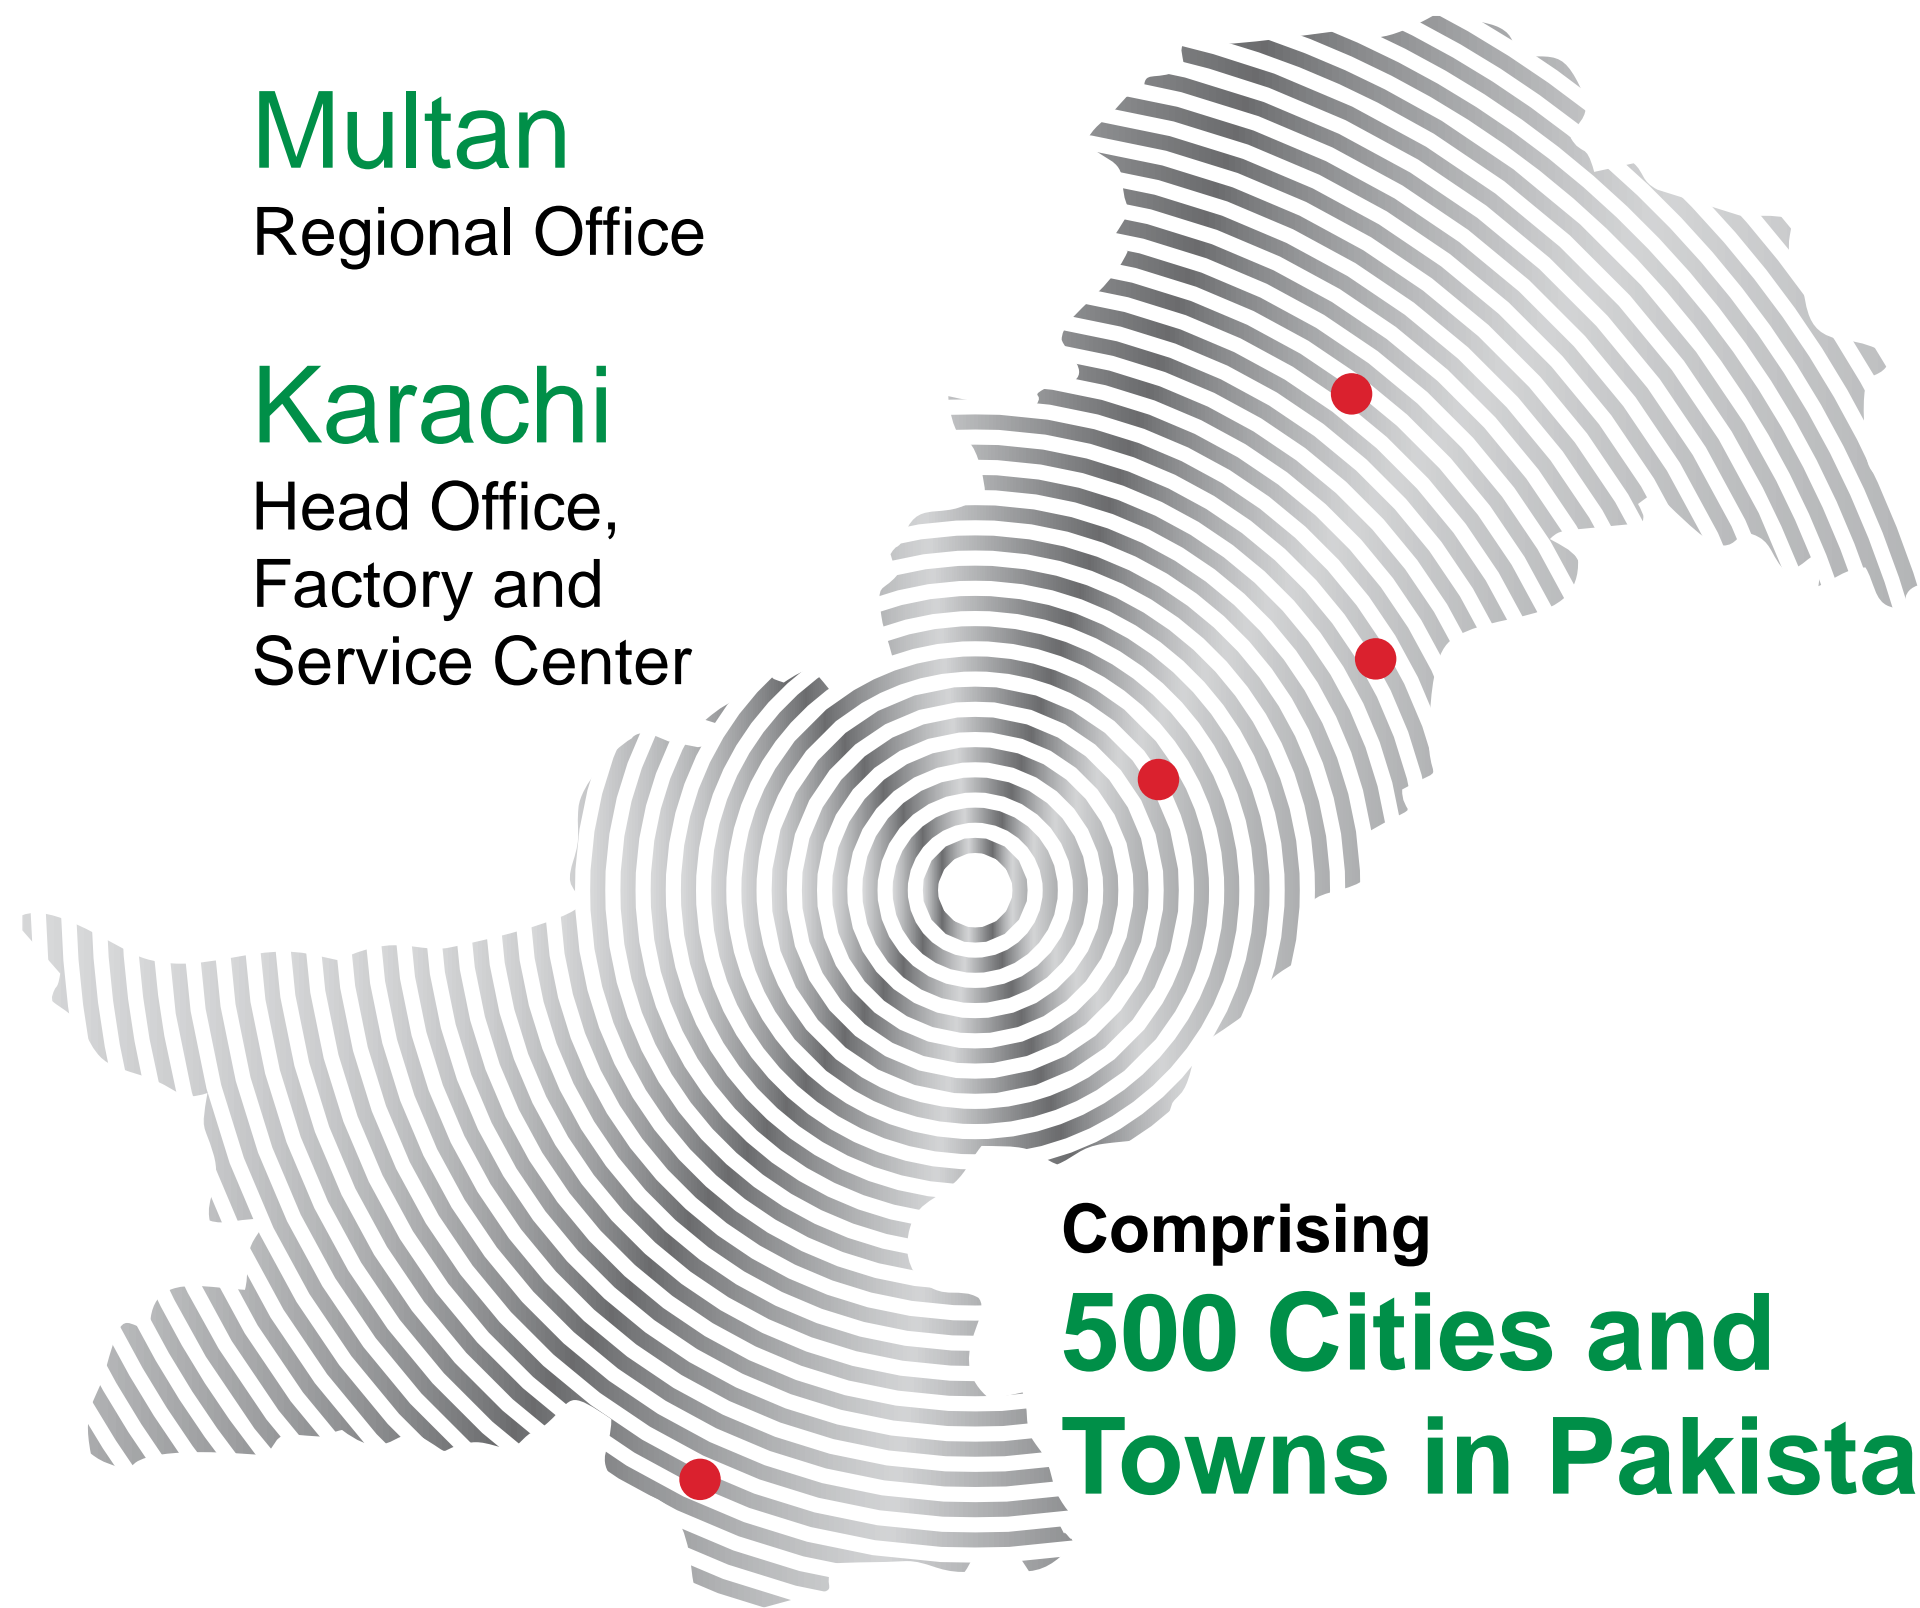 Multan
Regional Office
Karachi
Head Office,
Factory and
Service Center
Comprising
500 Cities and
Towns in Pakista